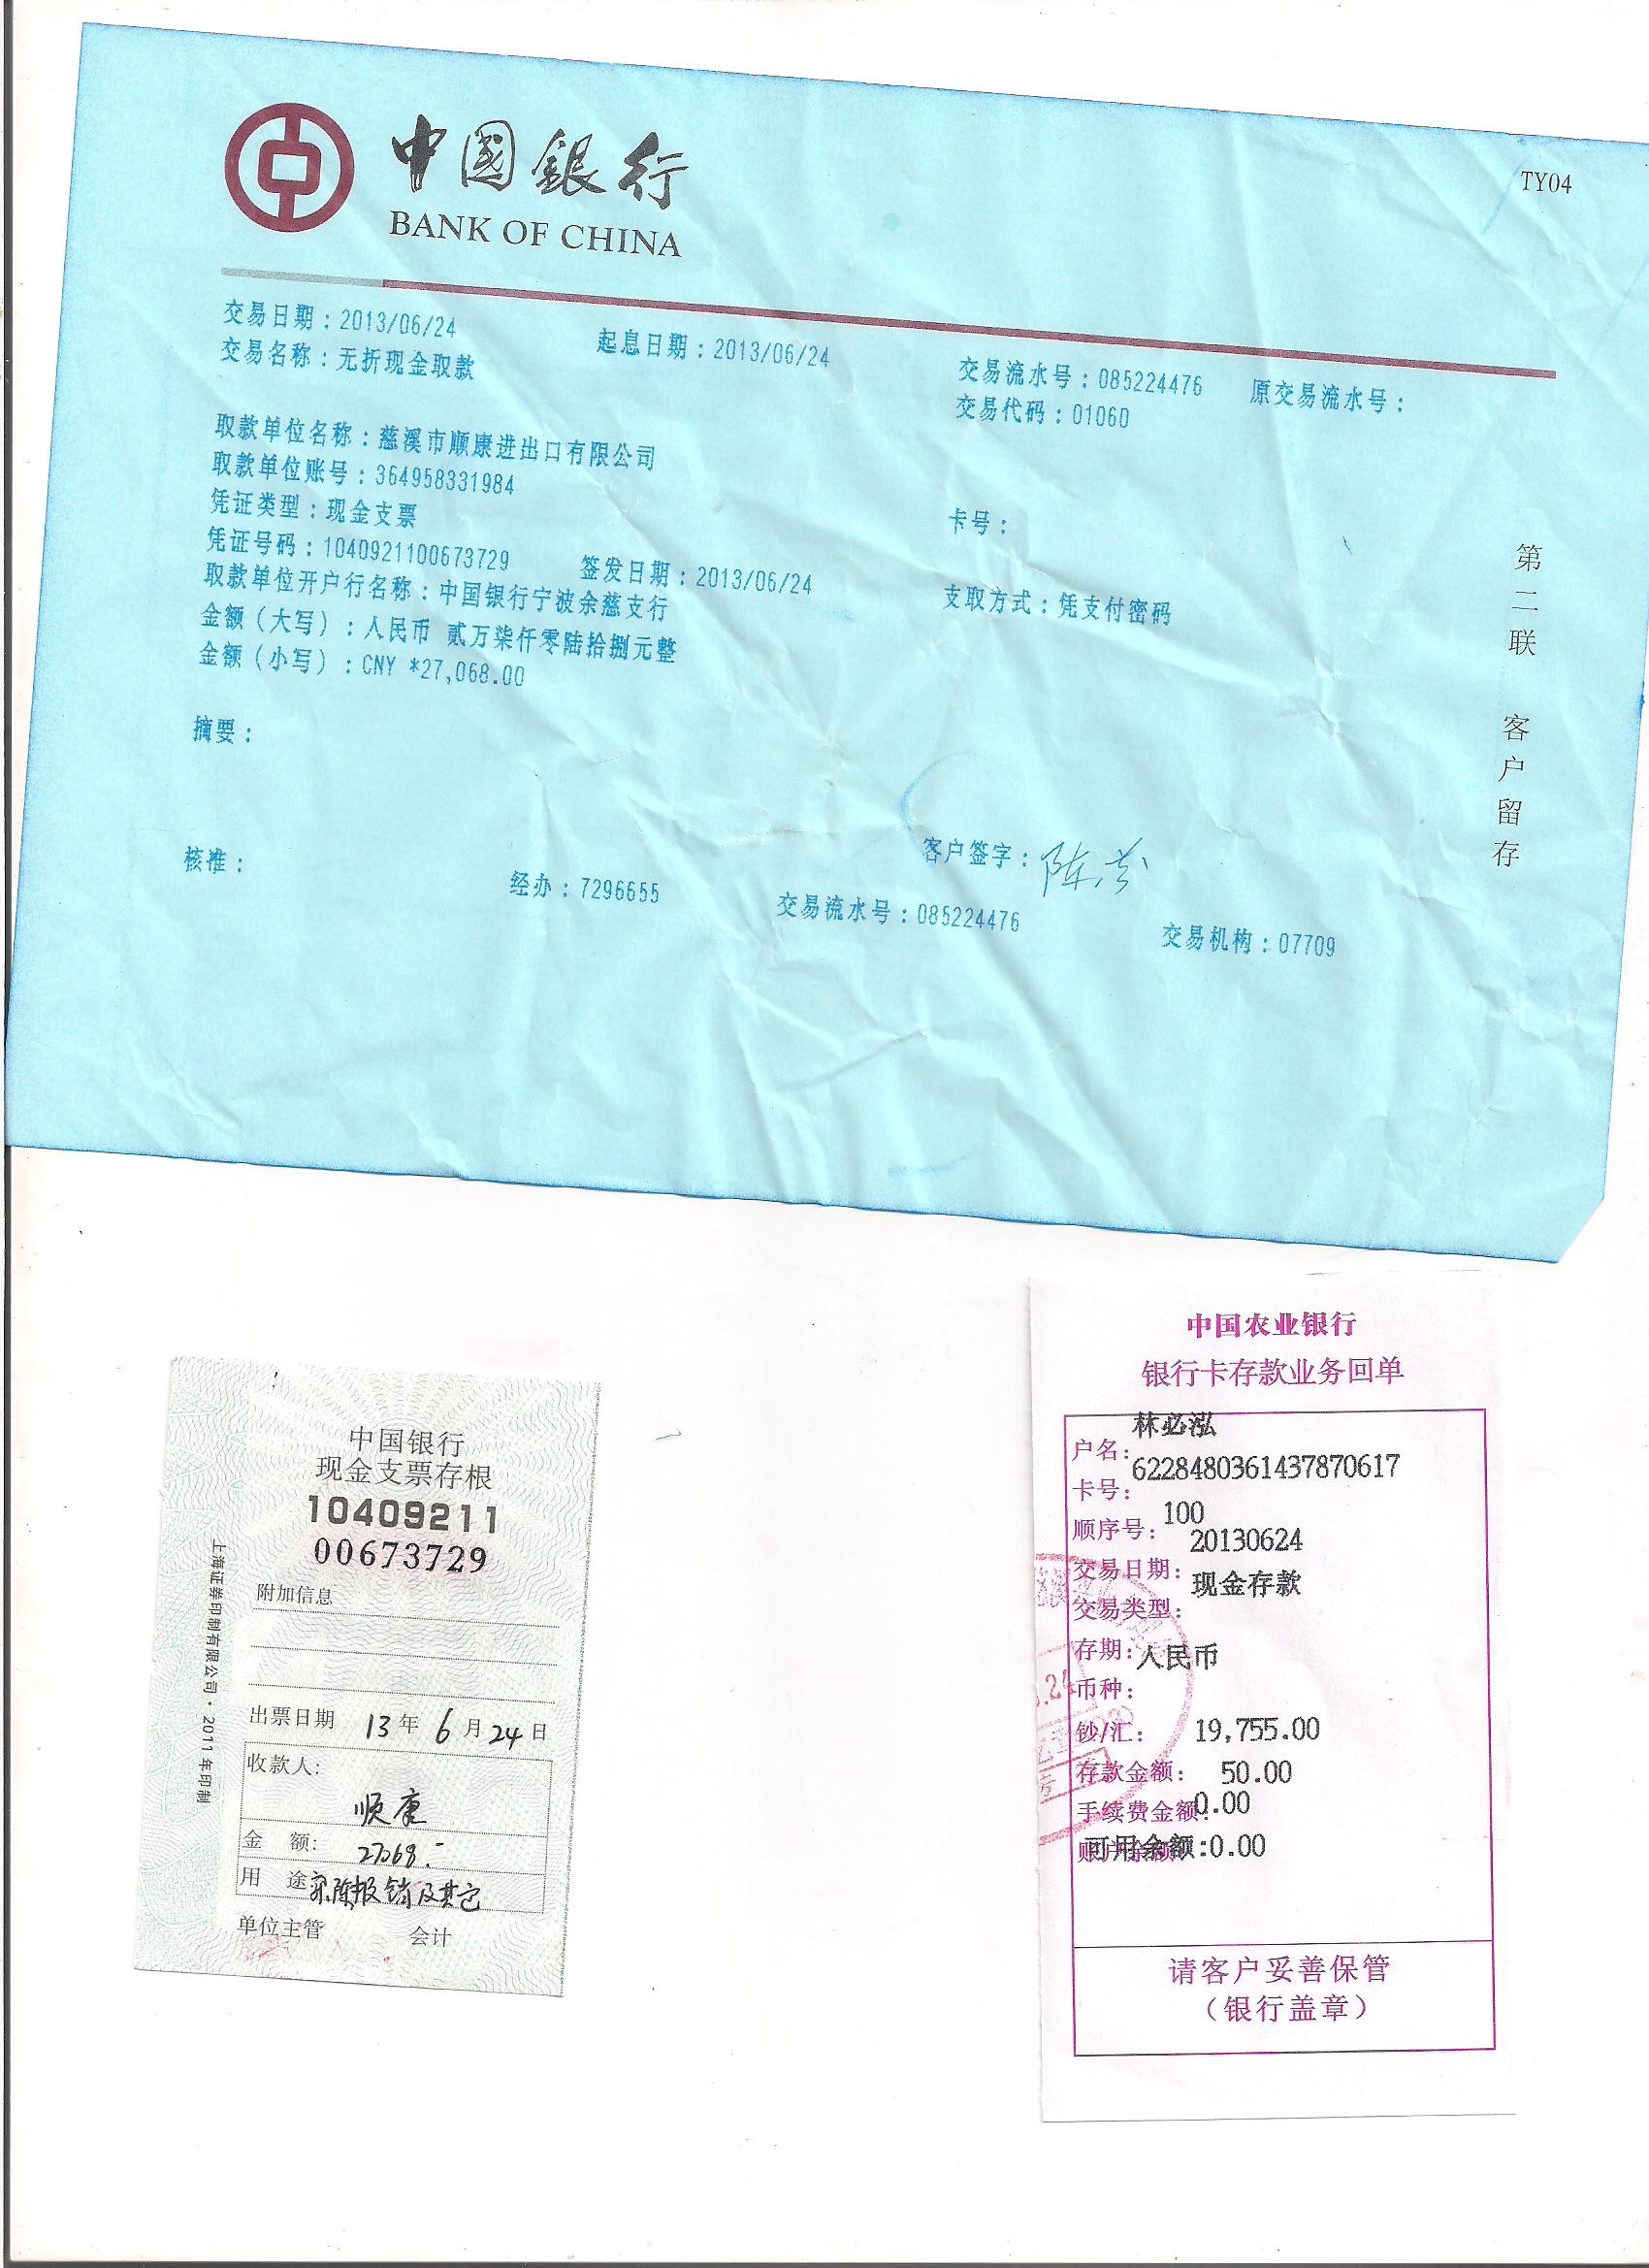 中國銀行
BANK OF CHINA
TY04
交易日期：2013/06/24 起息日期：2013/06/24 交易流水号：085224476 原交易流水号：
交易名称：无折现金取款 交易代码：01060
取款单位名称：慈溪市顺康进出口有限公司
取款单位账号：364958331984
凭证类型：现金支票 卡号：
凭证号码：1040921100673729 签发日期：2013/06/24 支取方式：凭支付密码
取款单位开户行名称：中国银行宁波余慈支行
金额（大写）：人民币 贰万柒仟零陆拾捌元整
金额（小写）：CNY *27,068.00
摘要：
核准： 经办：7296655 交易流水号：085224476 交易机构：07709
客户签字：陈
第二联 客户留存
中国银行
现金支票存根
10409211
00673729
附加信息
出票日期 13年6月24日
收款人：
顺康
金 额： 27068.-
用 途 报销及其它
单位主管 会计
上海证券印制有限公司·2011年印制
中国农业银行
银行卡存款业务回单
林必泓
户名：
6228480361437870617
卡号：
100
顺序号：
20130624
交易日期：
现金存款
交易类型：
存期：
人民币
币种：
钞/汇： 19,755.00
存款金额： 50.00
手续费金额： 0.00
可用余额：0.00
请客户妥善保管
（银行盖章）